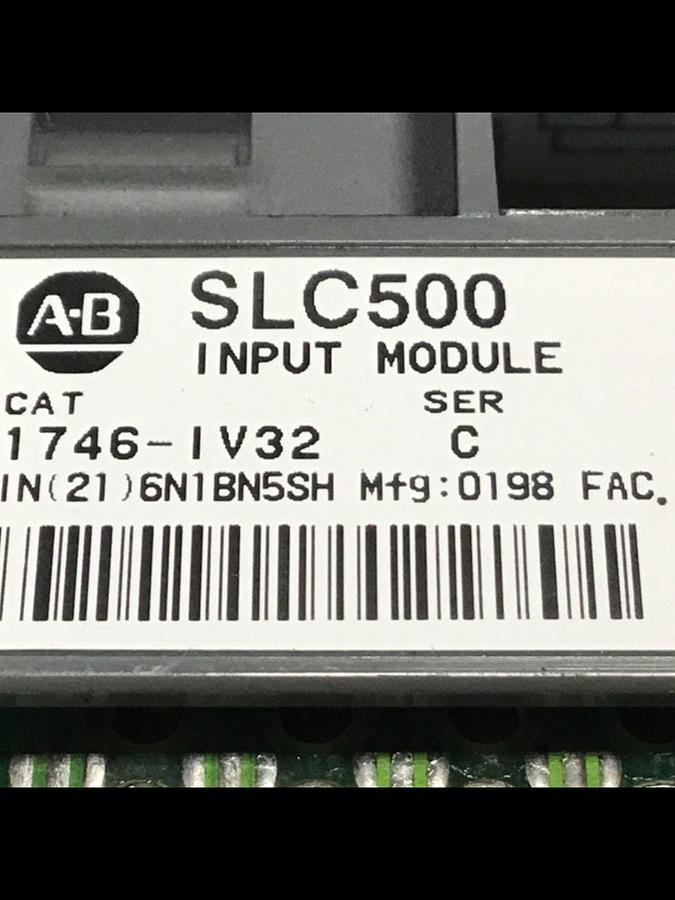 A-B
SLC500
INPUT MODULE
CAT SER
1746-IV32 C
IN(21)6N1BN5SH Mfg:0198 FAC.